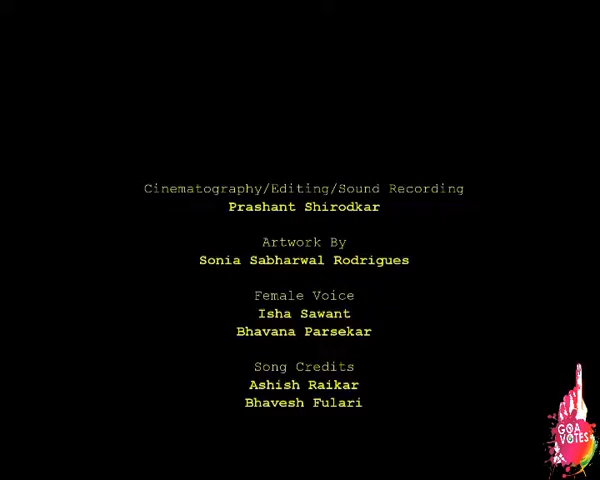 Cinematography/Editing/Sound Recording
Prashant Shirodkar
Artwork By
Sonia Sabharwal Rodrigues
Female Voice
Isha Sawant
Bhavana Parsekar
Song Credits
Ashish Raikar
Bhavesh Fulari
GOA
VOTES